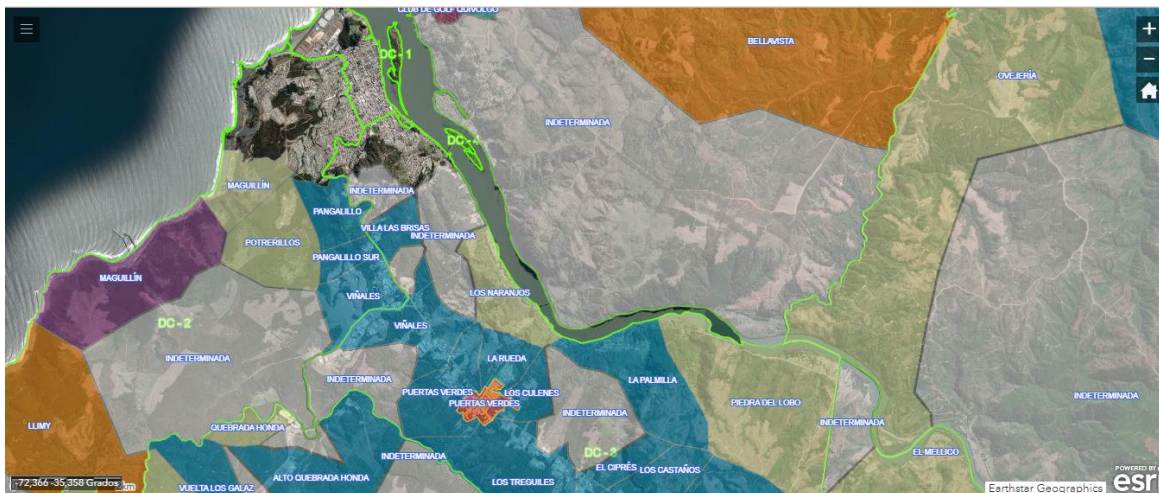 CLUB DE GOLF QUIVOLGO
DC - 1
BELLAVISTA
OVEJERÍA
INDETERMINADA
DC - 4
MAGUILLÍN
INDETERMINADA
PANGALILLO
VILLA LAS BRISAS
INDETERMINADA
POTRERILLOS
PANGALILLO SUR
MAGUILLÍN
VIÑALES
LOS NARANJOS
DC - 2
VIÑALES
INDETERMINADA
LA RUEDA
INDETERMINADA
LA PALMILLA
PUERTAS VERDES
LOS CULENES
PUERTAS VERDES
PIEDRA DEL LOBO
INDETERMINADA
INDETERMINADA
INDETERMINADA
LLIMY
QUEBRADA HONDA
EL MELLICO
INDETERMINADA
DC - 3
EL CIPRÉS
LOS CASTAÑOS
ALTO QUEBRADA HONDA
LOS TREGUILES
VUELTA LOS GALAZ
-72,366 -35,358 Grados
km
Earthstar Geographics
POWERED BY
esri